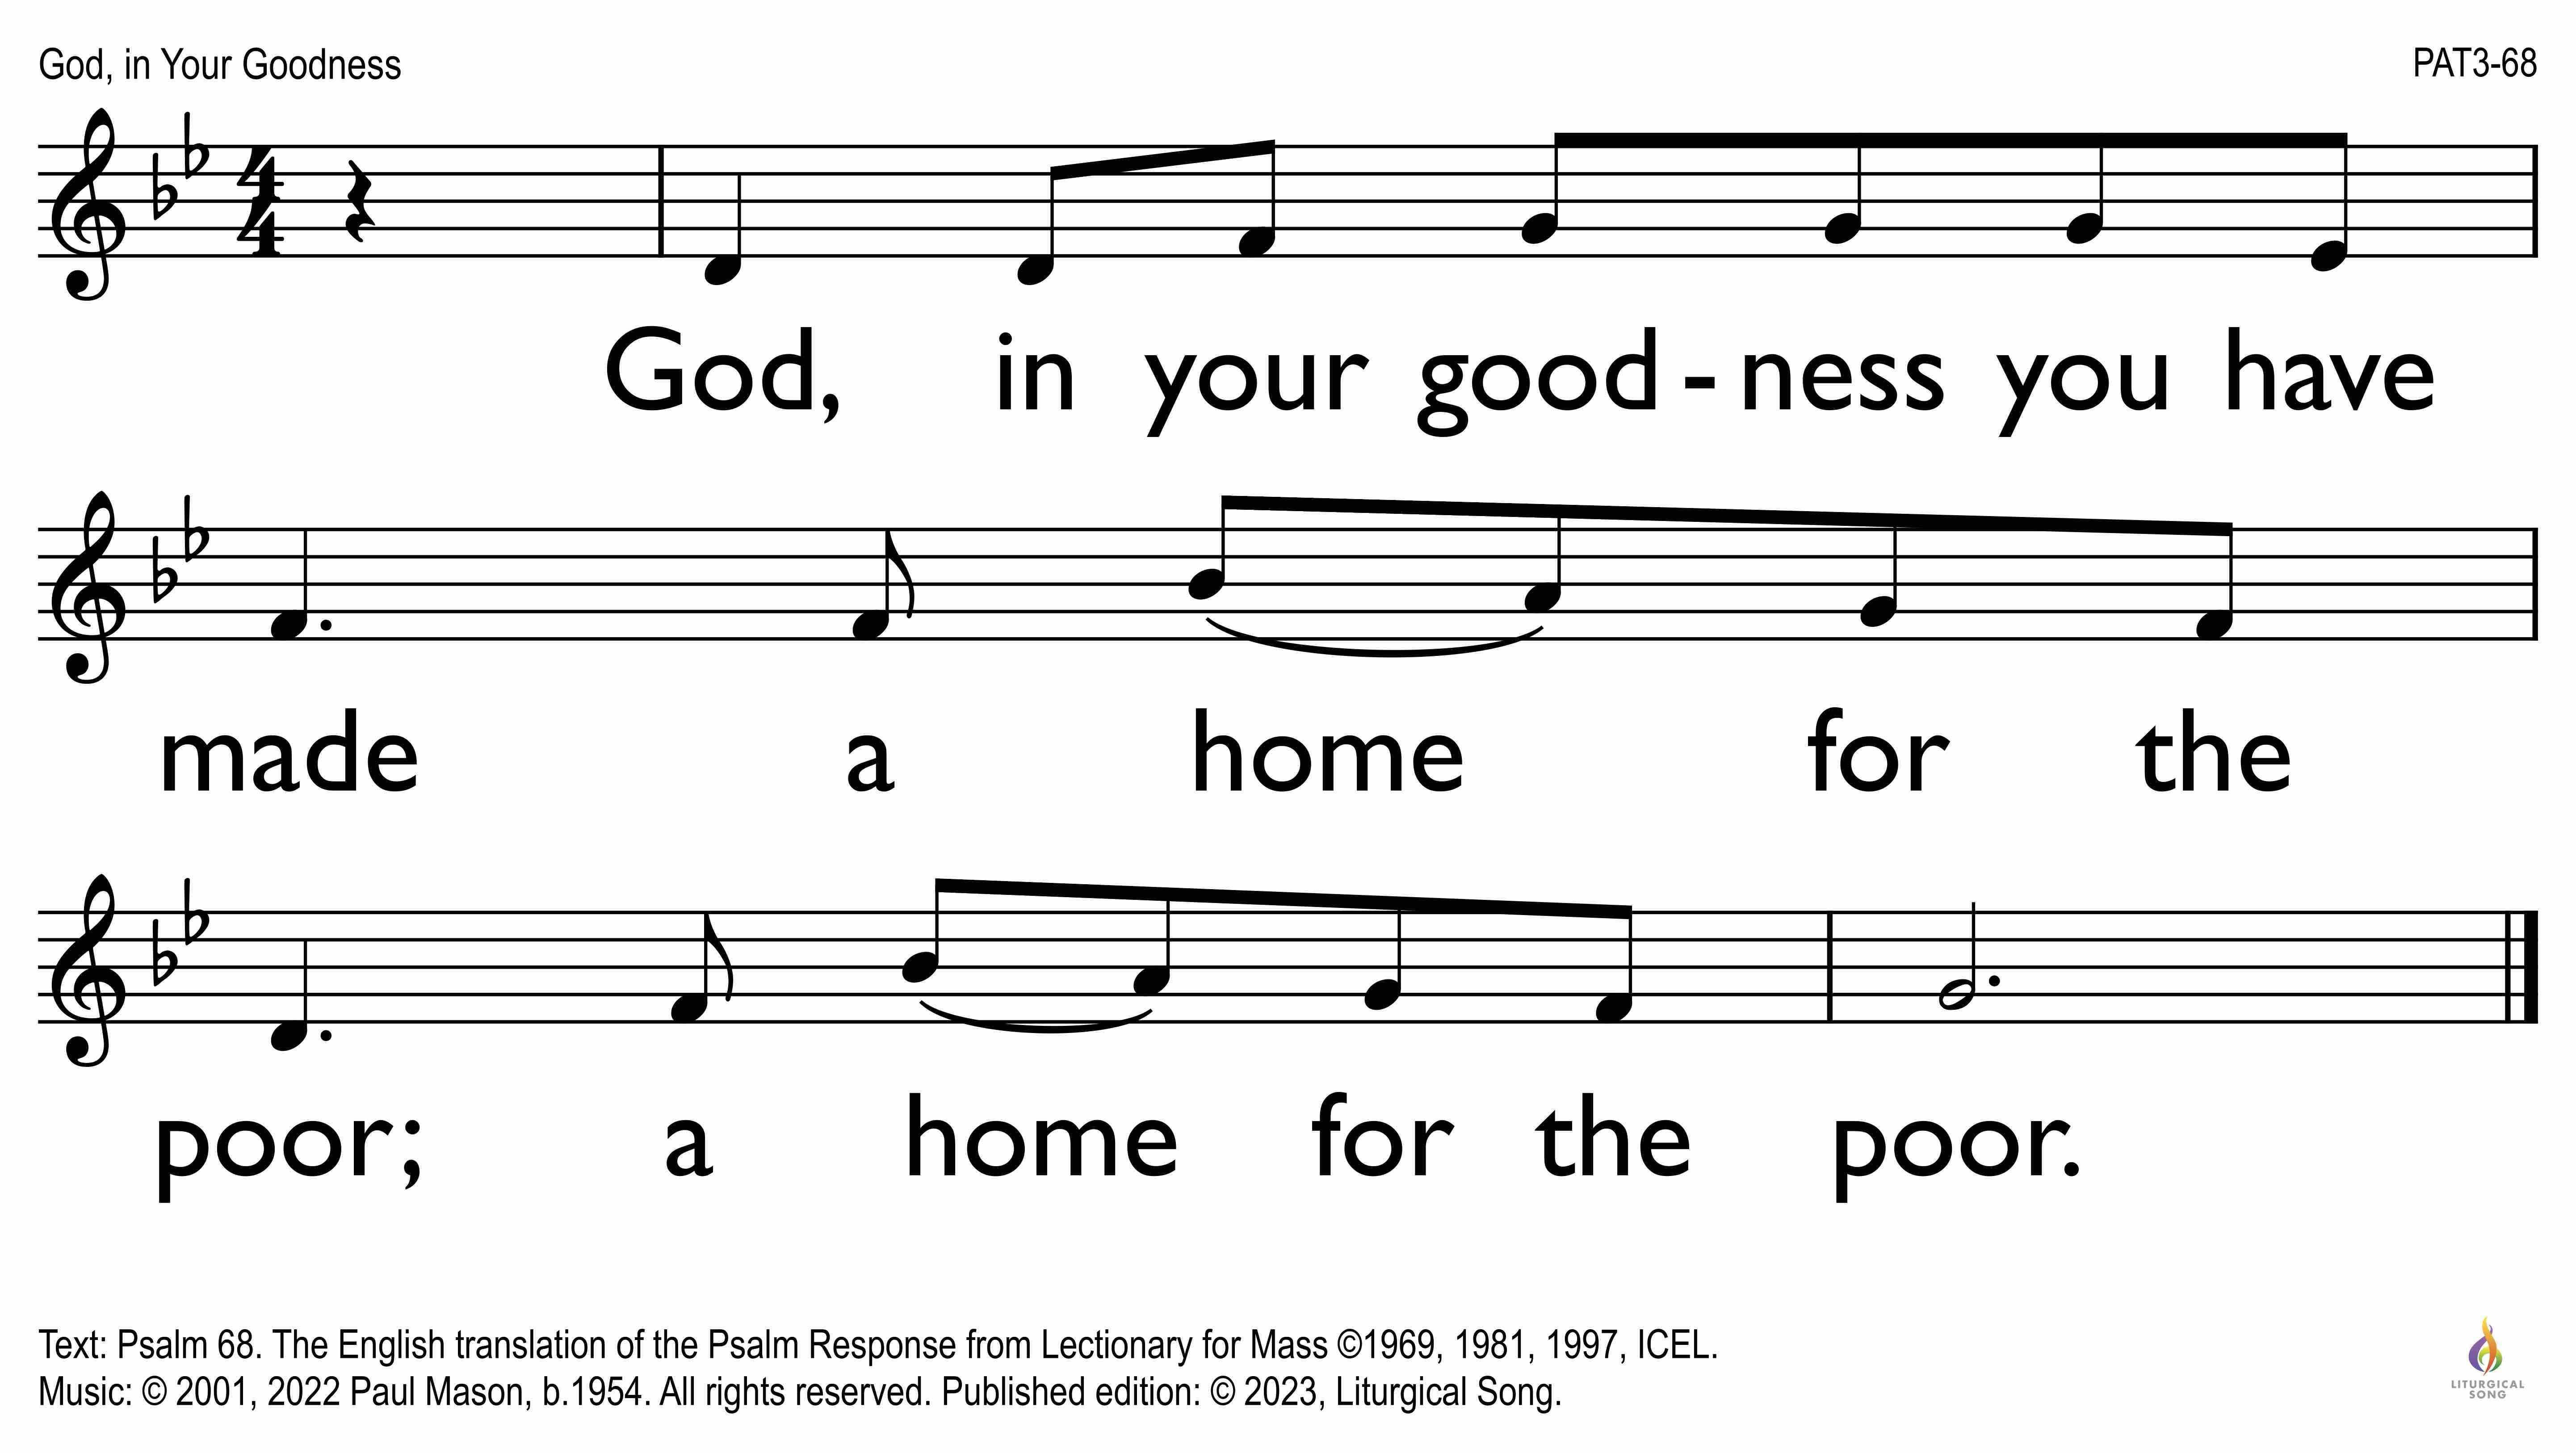 God, in Your Goodness
PAT3-68
God, in your good - ness you have
made a home for the
poor; a home for the poor.
Text: Psalm 68. The English translation of the Psalm Response from Lectionary for Mass ©1969, 1981, 1997, ICEL.
Music: © 2001, 2022 Paul Mason, b.1954. All rights reserved. Published edition: © 2023, Liturgical Song.
LITURGICAL
SONG